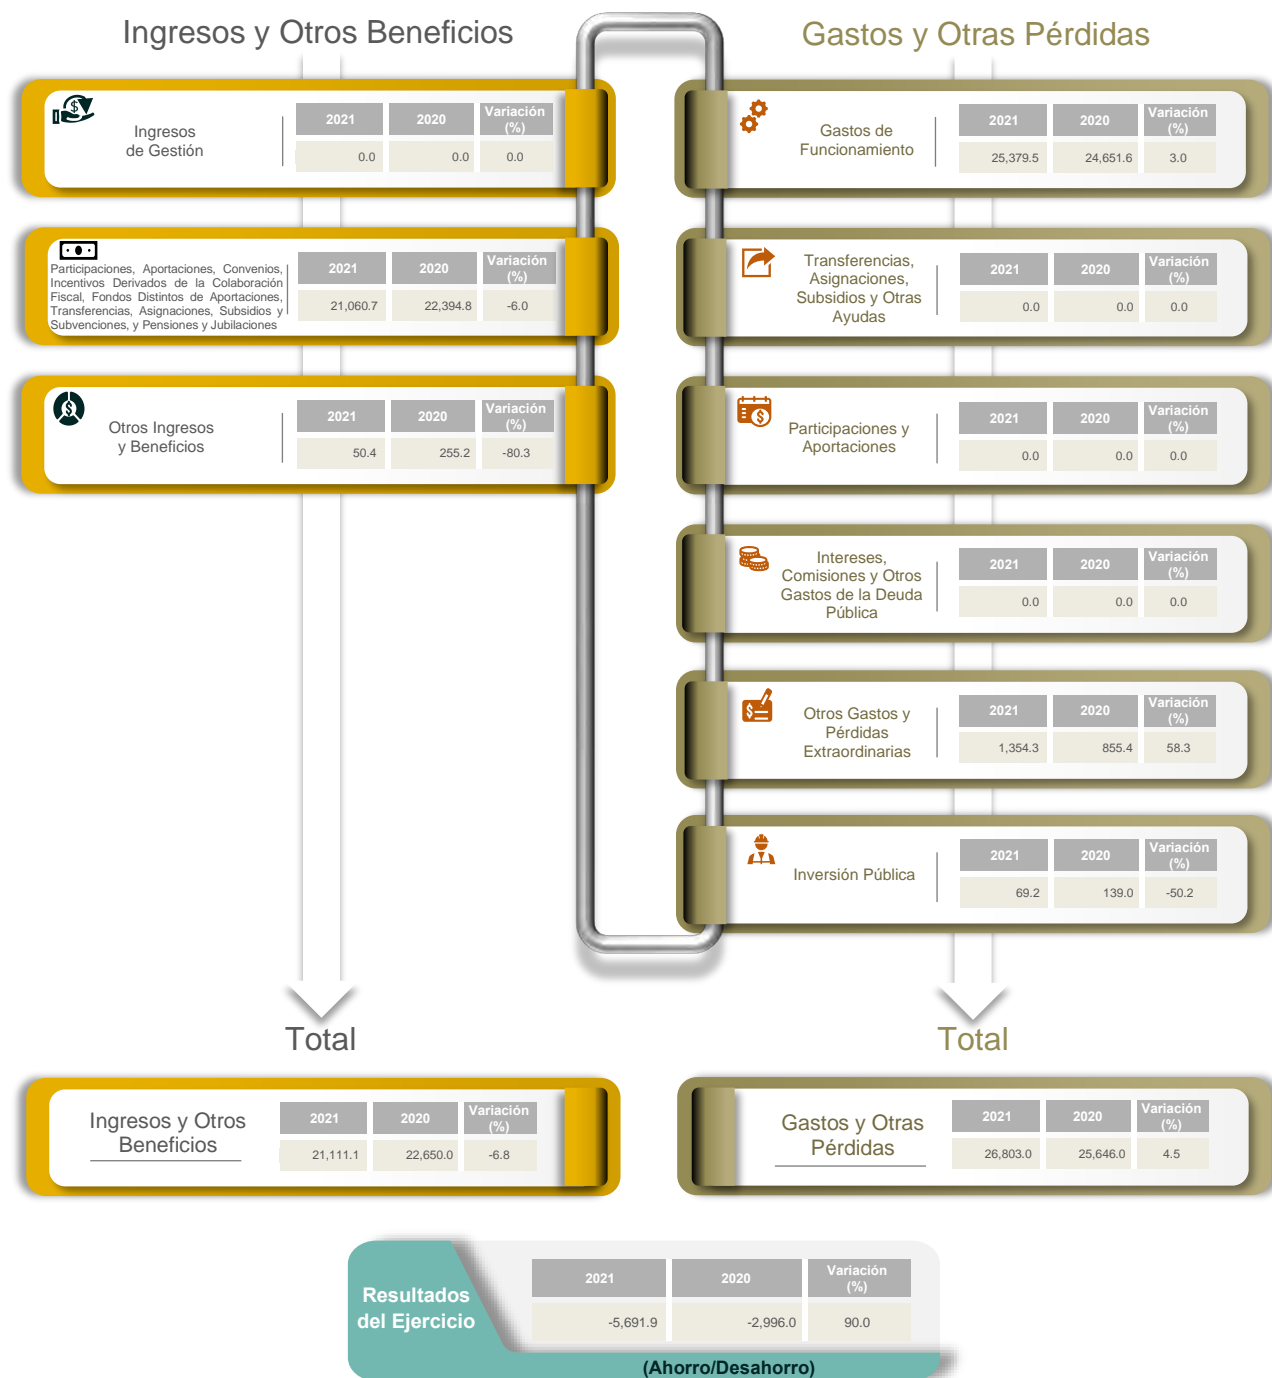 Ingresos y Otros Beneficios
Ingresos
de Gestión
2021 2020 Variación (%)
0.0 0.0 0.0
Participaciones, Aportaciones, Convenios,
Incentivos Derivados de la Colaboración
Fiscal, Fondos Distintos de Aportaciones,
Transferencias, Asignaciones, Subsidios y
Subvenciones, y Pensiones y Jubilaciones
2021 2020 Variación (%)
21,060.7 22,394.8 -6.0
Otros Ingresos
y Beneficios
2021 2020 Variación (%)
50.4 255.2 -80.3
Total
Ingresos y Otros
Beneficios
2021 2020 Variación (%)
21,111.1 22,650.0 -6.8
Gastos y Otras Pérdidas
Gastos de
Funcionamiento
2021 2020 Variación (%)
25,379.5 24,651.6 3.0
Transferencias,
Asignaciones,
Subsidios y Otras
Ayudas
2021 2020 Variación (%)
0.0 0.0 0.0
Participaciones y
Aportaciones
2021 2020 Variación (%)
0.0 0.0 0.0
Intereses,
Comisiones y Otros
Gastos de la Deuda
Pública
2021 2020 Variación (%)
0.0 0.0 0.0
Otros Gastos y
Pérdidas
Extraordinarias
2021 2020 Variación (%)
1,354.3 855.4 58.3
Inversión Pública
2021 2020 Variación (%)
69.2 139.0 -50.2
Total
Gastos y Otras
Pérdidas
2021 2020 Variación (%)
26,803.0 25,646.0 4.5
Resultados
del Ejercicio
2021 2020 Variación (%)
-5,691.9 -2,996.0 90.0
(Ahorro/Desahorro)